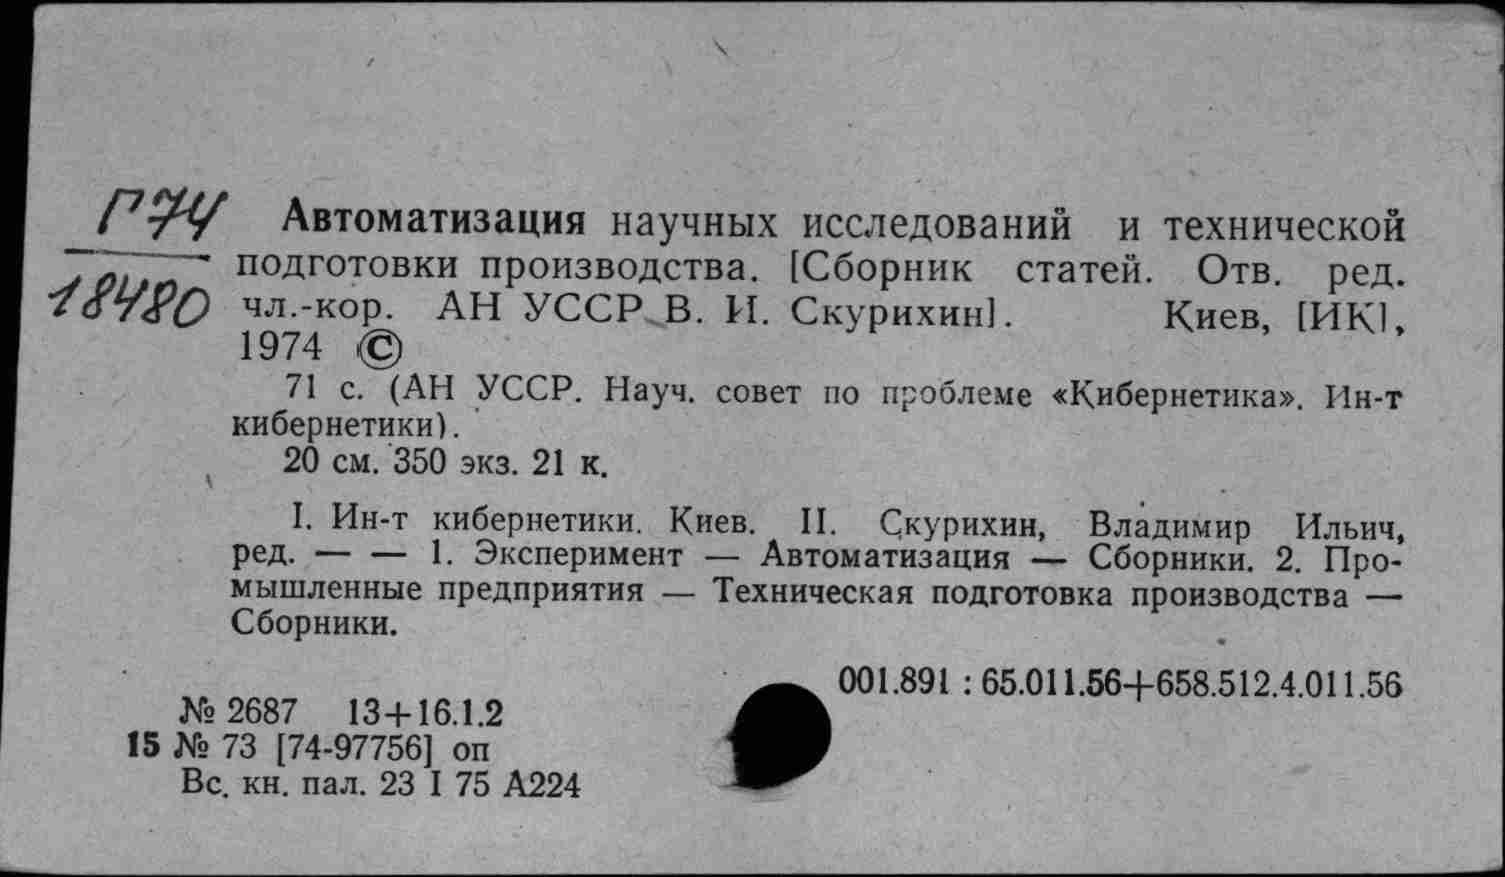 Г74
18480
Автоматизация научных исследований и технической
подготовки производства. [Сборник статей. Отв. ред.
чл.-кор. АН УССР В. И. Скурихин]. Киев, [ИК],
1974 ©
71 с. (АН УССР. Науч. совет по проблеме «Кибернетика». Ин-т
кибернетики).
20 см. 350 экз. 21 к.
I. Ин-т кибернетики. Киев. II. Скурихин, Владимир Ильич,
ред. — — 1. Эксперимент — Автоматизация — Сборники. 2. Про-
мышленные предприятия — Техническая подготовка производства —
Сборники.
001.891 : 65.011.56+658.512.4.011.56
№ 2687 13+16.1.2
15 № 73 [74-97756] оп
Вс. кн. пал. 23 I 75 А224